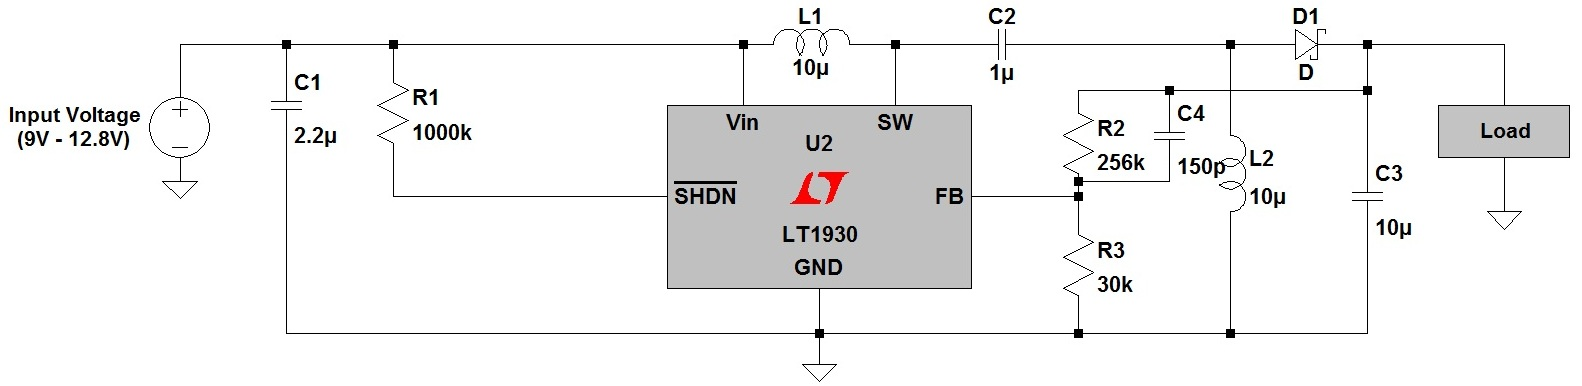 L1
10µ
C2
1µ
D1
D
Input Voltage
(9V - 12.8V)
C1
2.2µ
R1
1000k
Vin
SW
U2
SHDN
FB
LT1930
GND
R2
256k
C4
150p
L2
10µ
R3
30k
C3
10µ
Load